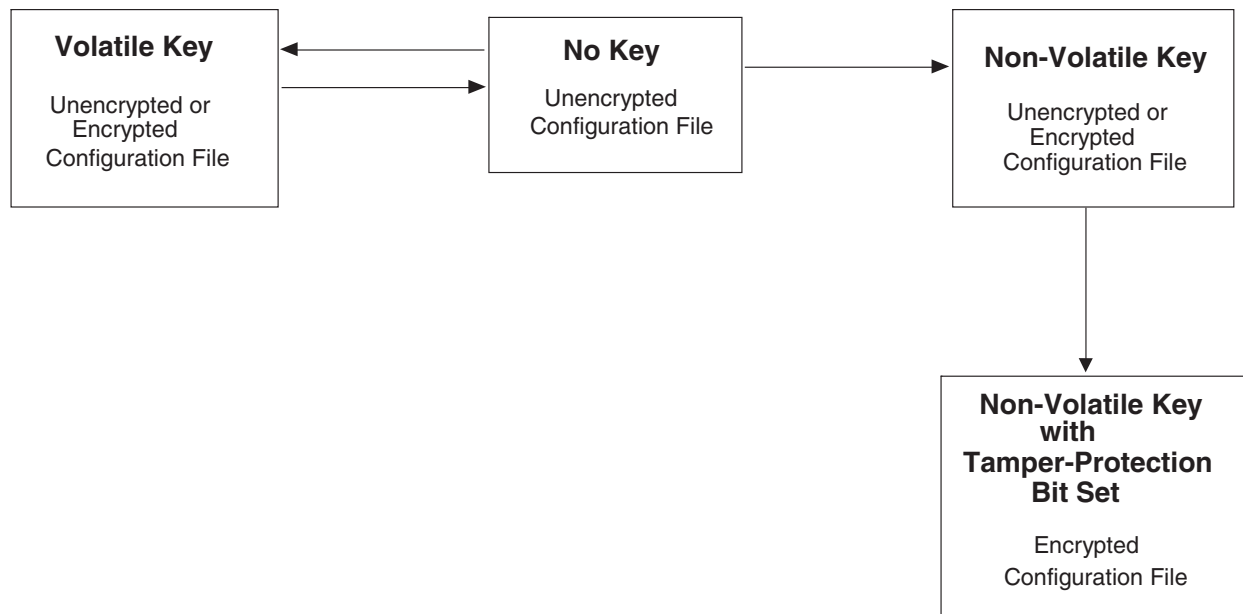 Volatile Key
Unencrypted or
Encrypted
Configuration File
No Key
Unencrypted
Configuration File
Non-Volatile Key
Unencrypted or
Encrypted
Configuration File
Non-Volatile Key
with
Tamper-Protection
Bit Set
Encrypted
Configuration File